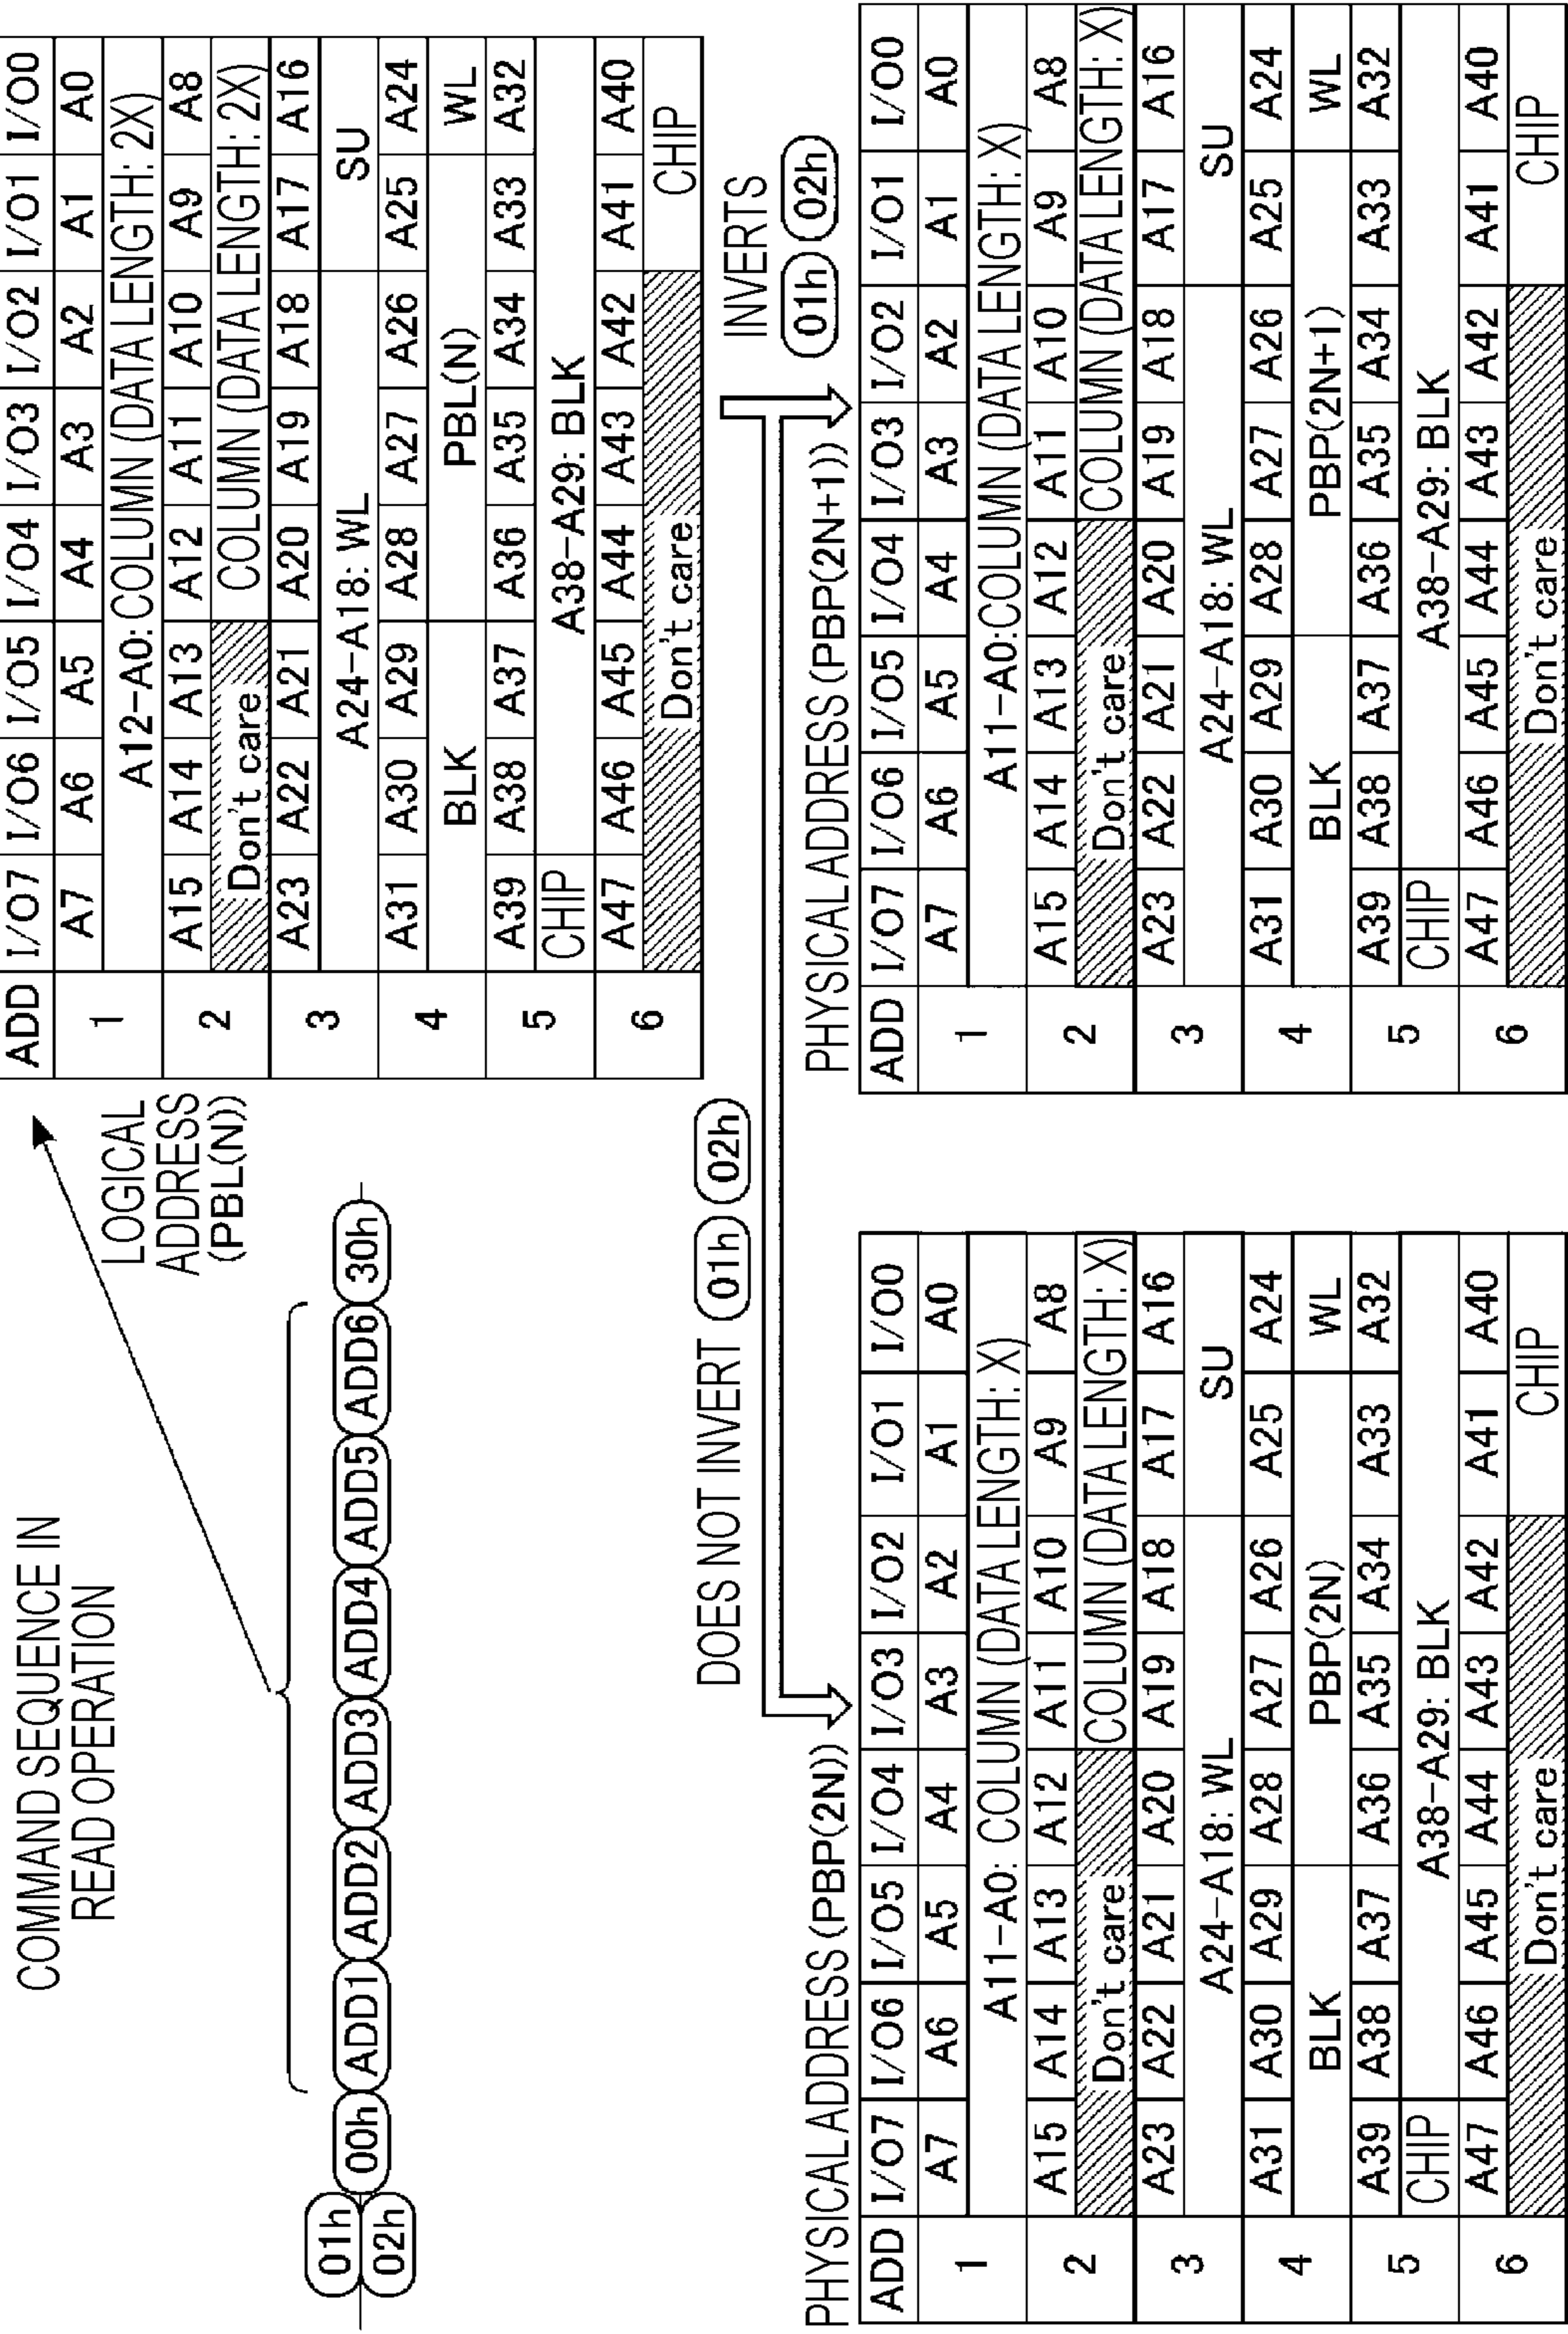 COMMAND SEQUENCE IN
READ OPERATION
01h
02h
00h ADD1 ADD2 ADD3 ADD4 ADD5 ADD6 30h
LOGICAL
ADDRESS
(PBL(N))
ADD I/O7 I/O6 I/O5 I/O4 I/O3 I/O2 I/O1 I/O0
1 A7 A6 A5 A4 A3 A2 A1 A0
A12-A0: COLUMN (DATA LENGTH: 2X)
2 A15 A14 A13 A12 A11 A10 A9 A8
Don't care COLUMN (DATA LENGTH: 2X)
3 A23 A22 A21 A20 A19 A18 A17 A16
A24-A18: WL SU
4 A31 A30 A29 A28 A27 A26 A25 A24
BLK PBL(N) WL
5 A39 A38 A37 A36 A35 A34 A33 A32
CHIP A38-A29: BLK
6 A47 A46 A45 A44 A43 A42 A41 A40
Don't care CHIP
DOES NOT INVERT 01h 02h
INVERTS
01h 02h
PHYSICAL ADDRESS (PBP(2N))
ADD I/O7 I/O6 I/O5 I/O4 I/O3 I/O2 I/O1 I/O0
1 A7 A6 A5 A4 A3 A2 A1 A0
A11-A0: COLUMN (DATA LENGTH: X)
2 A15 A14 A13 A12 A11 A10 A9 A8
Don't care COLUMN (DATA LENGTH: X)
3 A23 A22 A21 A20 A19 A18 A17 A16
A24-A18: WL SU
4 A31 A30 A29 A28 A27 A26 A25 A24
BLK PBP(2N) WL
5 A39 A38 A37 A36 A35 A34 A33 A32
CHIP A38-A29: BLK
6 A47 A46 A45 A44 A43 A42 A41 A40
Don't care CHIP
PHYSICAL ADDRESS (PBP(2N+1))
ADD I/O7 I/O6 I/O5 I/O4 I/O3 I/O2 I/O1 I/O0
1 A7 A6 A5 A4 A3 A2 A1 A0
A11-A0:COLUMN (DATA LENGTH: X)
2 A15 A14 A13 A12 A11 A10 A9 A8
Don't care COLUMN (DATA LENGTH: X)
3 A23 A22 A21 A20 A19 A18 A17 A16
A24-A18: WL SU
4 A31 A30 A29 A28 A27 A26 A25 A24
BLK PBP(2N+1) WL
5 A39 A38 A37 A36 A35 A34 A33 A32
CHIP A38-A29: BLK
6 A47 A46 A45 A44 A43 A42 A41 A40
Don't care CHIP